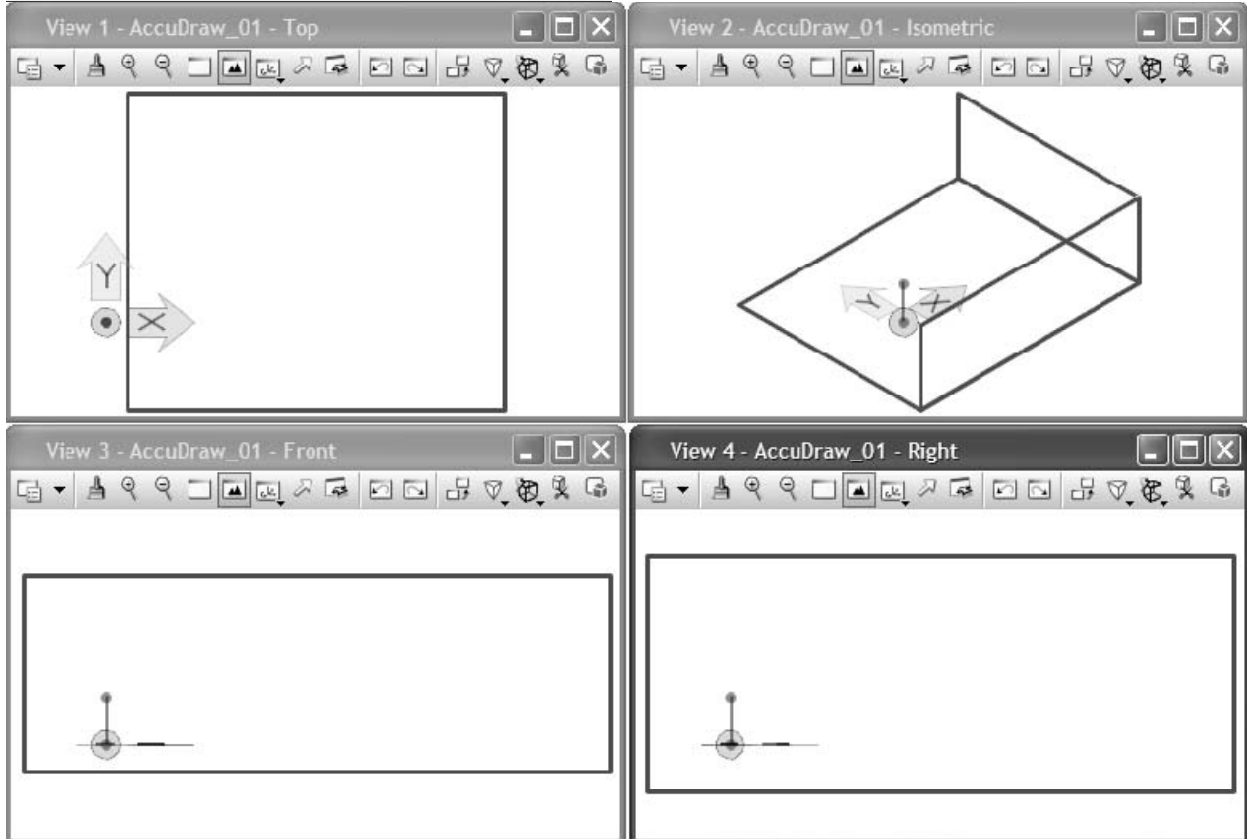 View 1 - AccuDraw_01 - Top
View 2 - AccuDraw_01 - Isometric
Y
X
Y
X
View 3 - AccuDraw_01 - Front
View 4 - AccuDraw_01 - Right